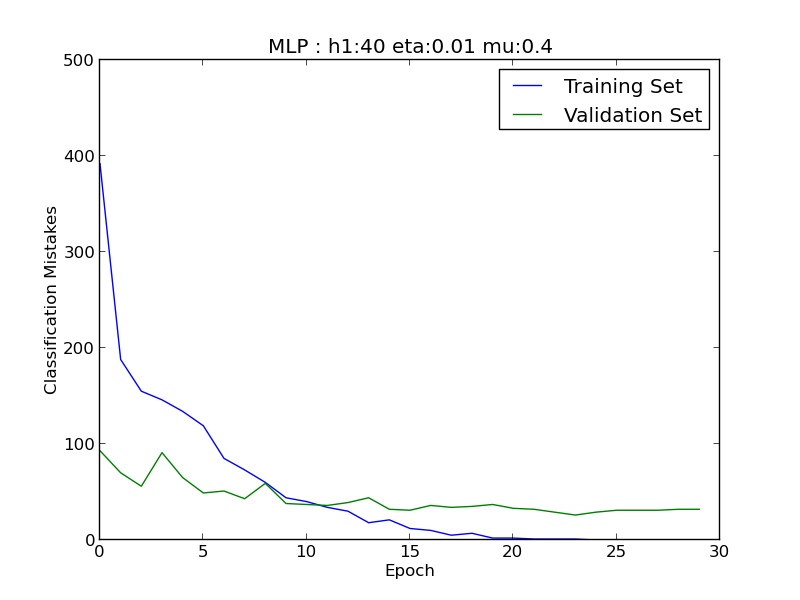 MLP : h1:40 eta:0.01 mu:0.4
Training Set
Validation Set
500
400
300
200
100
0
Classification Mistakes
0 5 10 15 20 25 30
Epoch